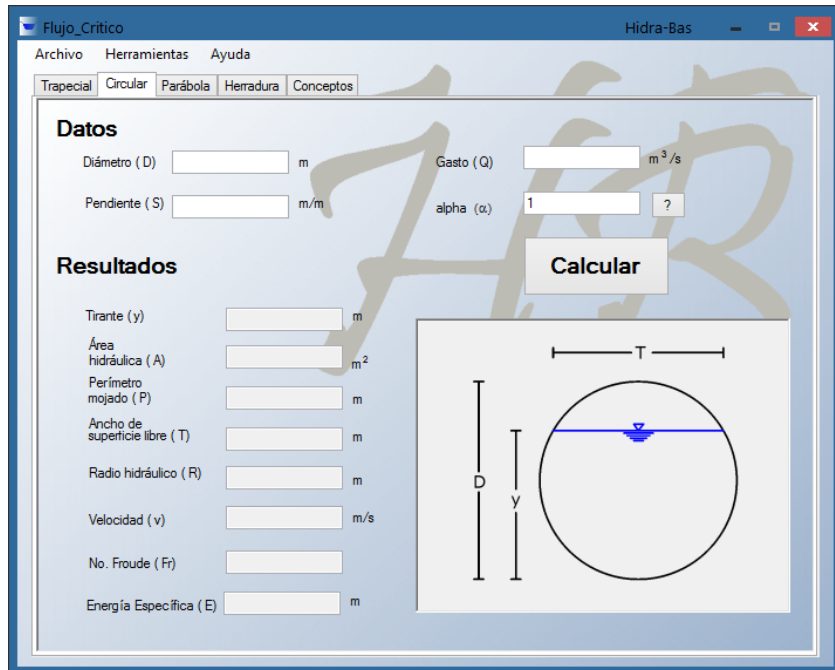 Flujo_Critico Hidra-Bas
Archivo Herramientas Ayuda
Trapecial Circular Parábola Herradura Conceptos
Datos
Diámetro ( D ) m Gasto ( Q ) m³/s
Pendiente ( S ) m/m alpha (α) 1 ?
Calcular
Resultados
Tirante ( y ) m
Área
hidráulica ( A ) m²
Perímetro
mojado ( P ) m
Ancho de
superficie libre ( T ) m
Radio hidráulico ( R ) m
Velocidad ( v ) m/s
No. Froude ( Fr)
Energía Específica ( E ) m
T
D
y
H.R